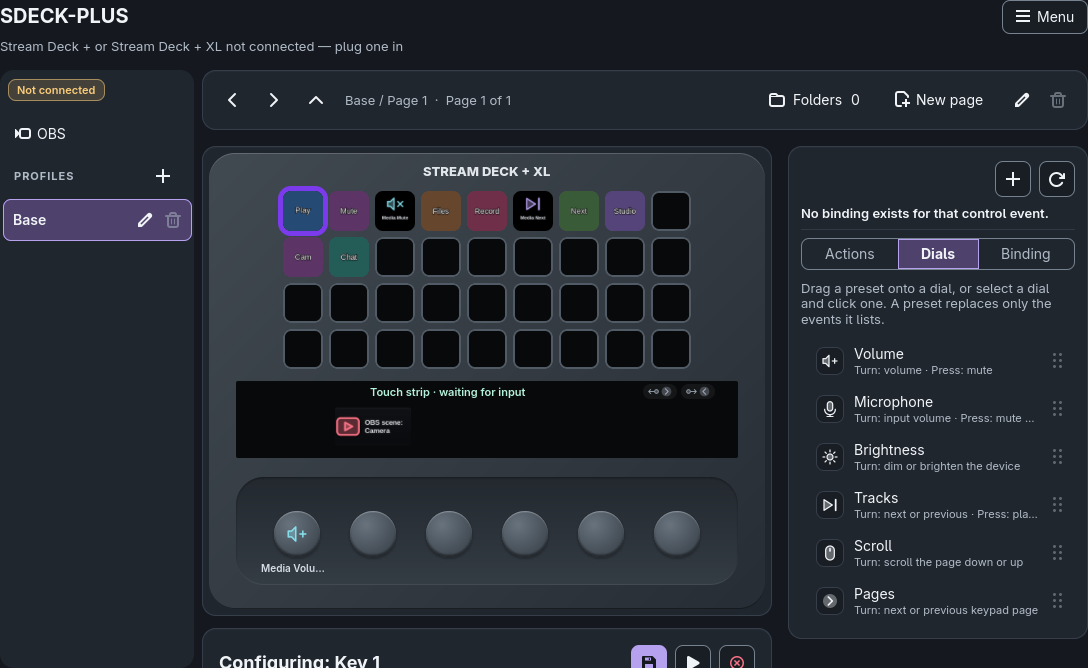 SDECK-PLUS
Menu
Stream Deck + or Stream Deck + XL not connected — plug one in
Not connected
OBS
PROFILES
Base
Base / Page 1 · Page 1 of 1
Folders 0
New page
STREAM DECK + XL
Play
Mute
Media Mute
Files
Record
Media Next
Next
Studio
Cam
Chat
Touch strip · waiting for input
OBS scene:
Camera
Media Volu...
Configuring: Key 1
No binding exists for that control event.
Actions
Dials
Binding
Drag a preset onto a dial, or select a dial
and click one. A preset replaces only the
events it lists.
Volume
Turn: volume · Press: mute
Microphone
Turn: input volume · Press: mute ...
Brightness
Turn: dim or brighten the device
Tracks
Turn: next or previous · Press: pla...
Scroll
Turn: scroll the page down or up
Pages
Turn: next or previous keypad page